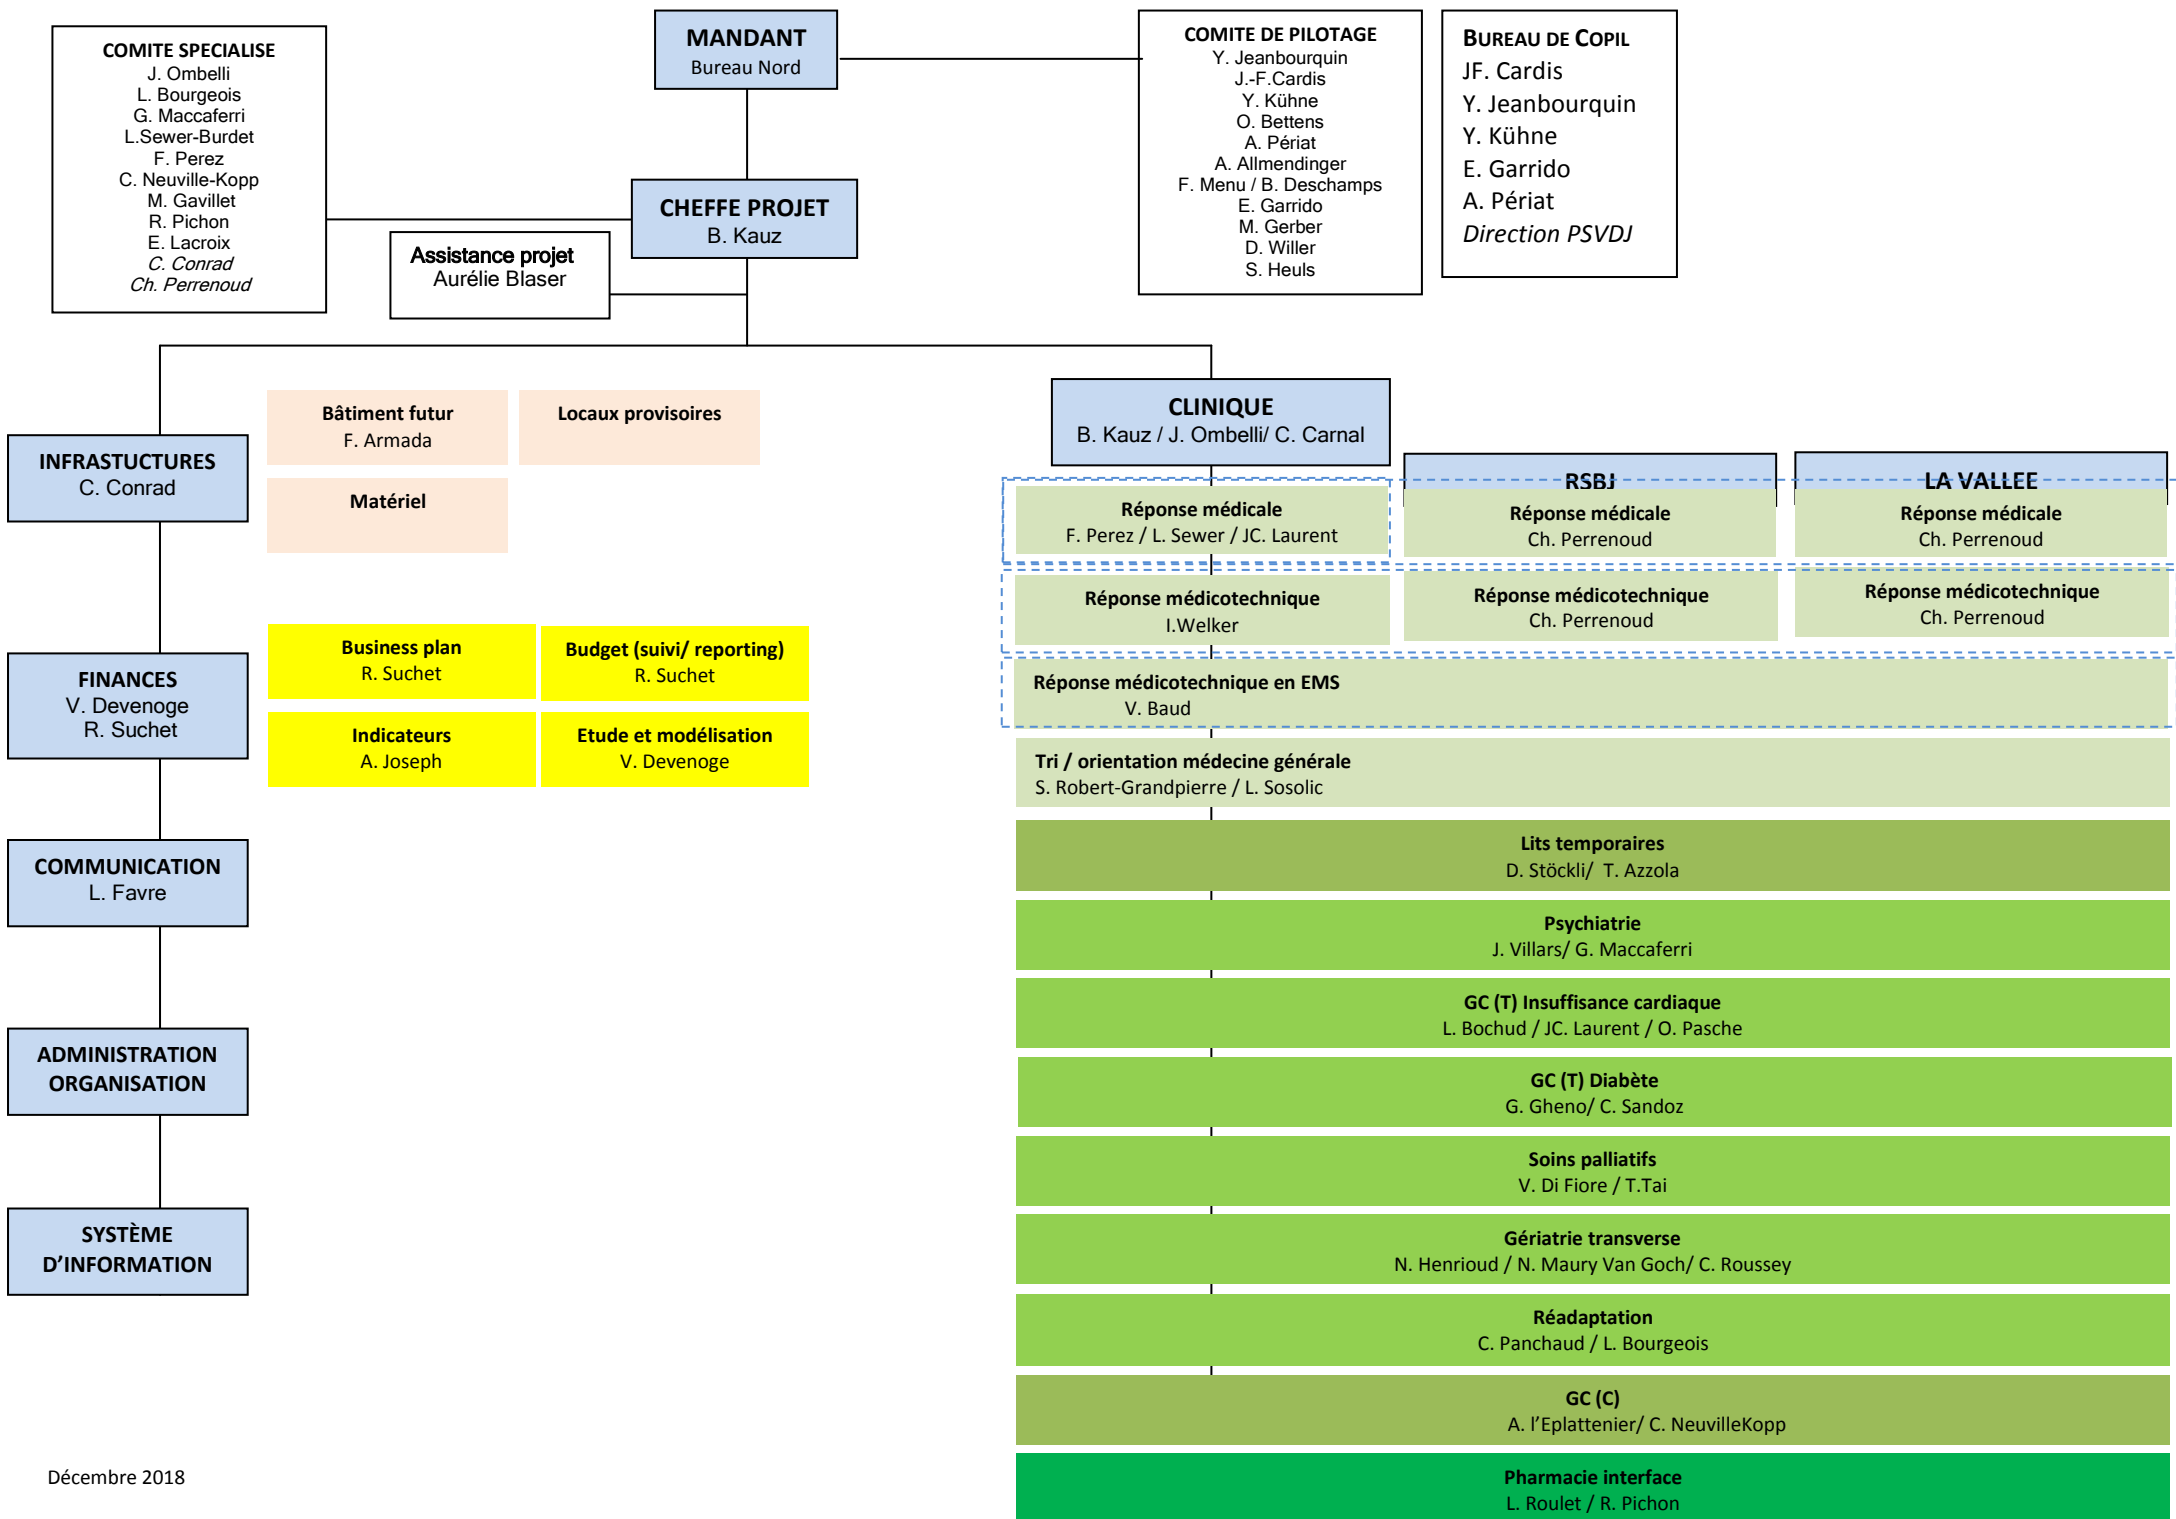 COMITE SPECIALISE
J. Ombelli
L. Bourgeois
G. Maccaferri
L.Sewer-Burdet
F. Perez
C. Neuville-Kopp
M. Gavillet
R. Pichon
E. Lacroix
C. Conrad
Ch. Perrenoud
MANDANT
Bureau Nord
COMITE DE PILOTAGE
Y. Jeanbourquin
J.-F.Cardis
Y. Kühne
O. Bettens
A. Périat
A. Allmendinger
F. Menu / B. Deschamps
E. Garrido
M. Gerber
D. Willer
S. Heuls
BUREAU DE COPIL
JF. Cardis
Y. Jeanbourquin
Y. Kühne
E. Garrido
A. Périat
Direction PSVDJ
CHEFFE PROJET
B. Kauz
Assistance projet
Aurélie Blaser
INFRASTUCTURES
C. Conrad
Bâtiment futur
F. Armada
Locaux provisoires
Matériel
FINANCES
V. Devenoge
R. Suchet
Business plan
R. Suchet
Budget (suivi/ reporting)
R. Suchet
Indicateurs
A. Joseph
Etude et modélisation
V. Devenoge
COMMUNICATION
L. Favre
ADMINISTRATION
ORGANISATION
SYSTÈME
D'INFORMATION
CLINIQUE
B. Kauz / J. Ombelli/ C. Carnal
RSBJ
LA VALLEE
Réponse médicale
F. Perez / L. Sewer / JC. Laurent
Réponse médicale
Ch. Perrenoud
Réponse médicale
Ch. Perrenoud
Réponse médicotechnique
I.Welker
Réponse médicotechnique
Ch. Perrenoud
Réponse médicotechnique
Ch. Perrenoud
Réponse médicotechnique en EMS
V. Baud
Tri / orientation médecine générale
S. Robert-Grandpierre / L. Sosolic
Lits temporaires
D. Stöckli/ T. Azzola
Psychiatrie
J. Villars/ G. Maccaferri
GC (T) Insuffisance cardiaque
L. Bochud / JC. Laurent / O. Pasche
GC (T) Diabète
G. Gheno/ C. Sandoz
Soins palliatifs
V. Di Fiore / T.Tai
Gériatrie transverse
N. Henrioud / N. Maury Van Goch/ C. Roussey
Réadaptation
C. Panchaud / L. Bourgeois
GC (C)
A. l'Eplattenier/ C. NeuvilleKopp
Pharmacie interface
L. Roulet / R. Pichon
Décembre 2018